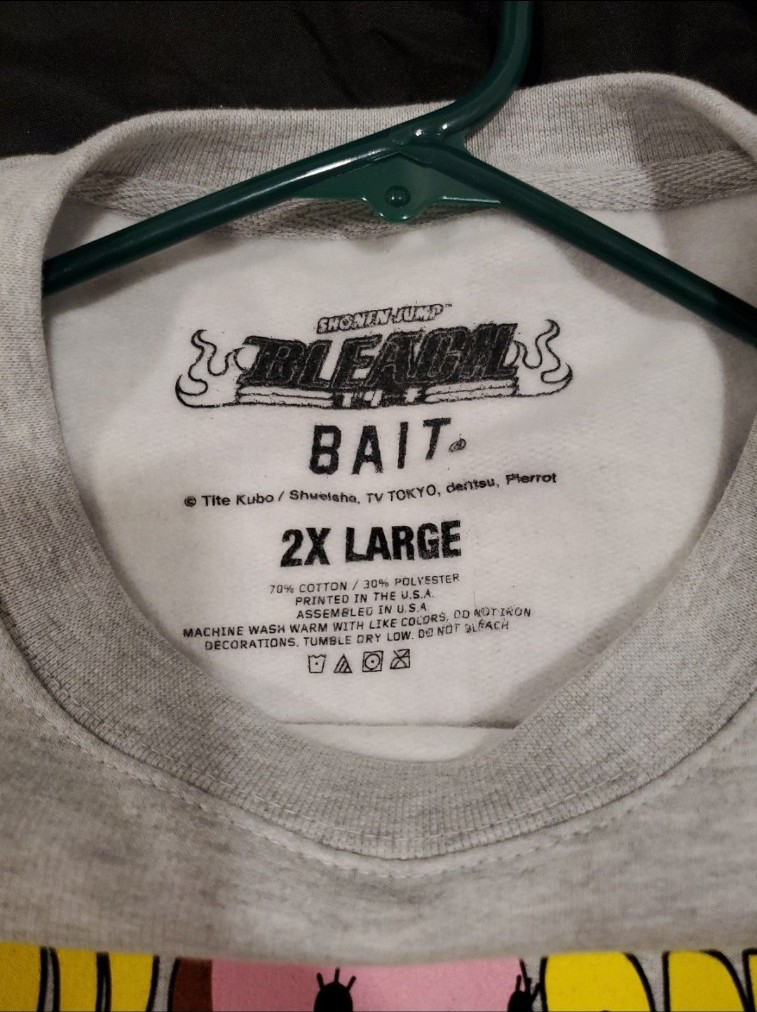 SHONEN JUMP™
BLEACH
BAIT
© Tite Kubo / Shueisha, TV TOKYO, dentsu, Pierrot
2X LARGE
70% COTTON / 30% POLYESTER
PRINTED IN THE U.S.A.
ASSEMBLED IN U.S.A.
MACHINE WASH WARM WITH LIKE COLORS, DO NOT IRON
DECORATIONS, TUMBLE DRY LOW. DO NOT BLEACH